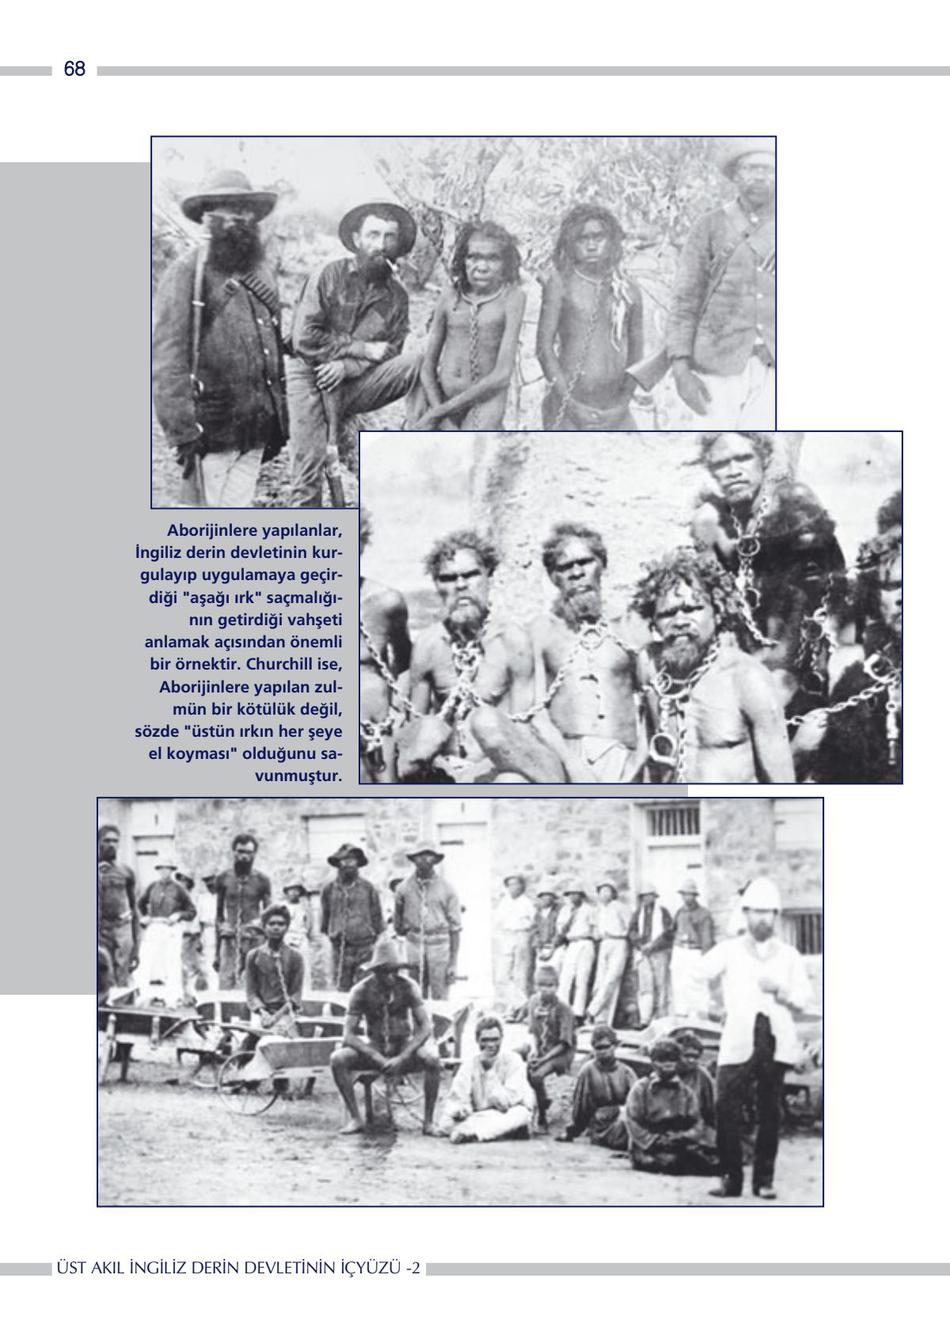 68
Aborijinlere yapılanlar,
İngiliz derin devletinin kur-
gulayıp uygulamaya geçir-
diği "aşağı ırk" saçmalığı-
nın getirdiği vahşeti
anlamak açısından önemli
bir örnektir. Churchill ise,
Aborijinlere yapılan zul-
mün bir kötülük değil,
sözde "üstün ırkın her şeye
el koyması" olduğunu sa-
vunmuştur.
ÜST AKIL İNGİLİZ DERİN DEVLETİNİN İÇYÜZÜ -2